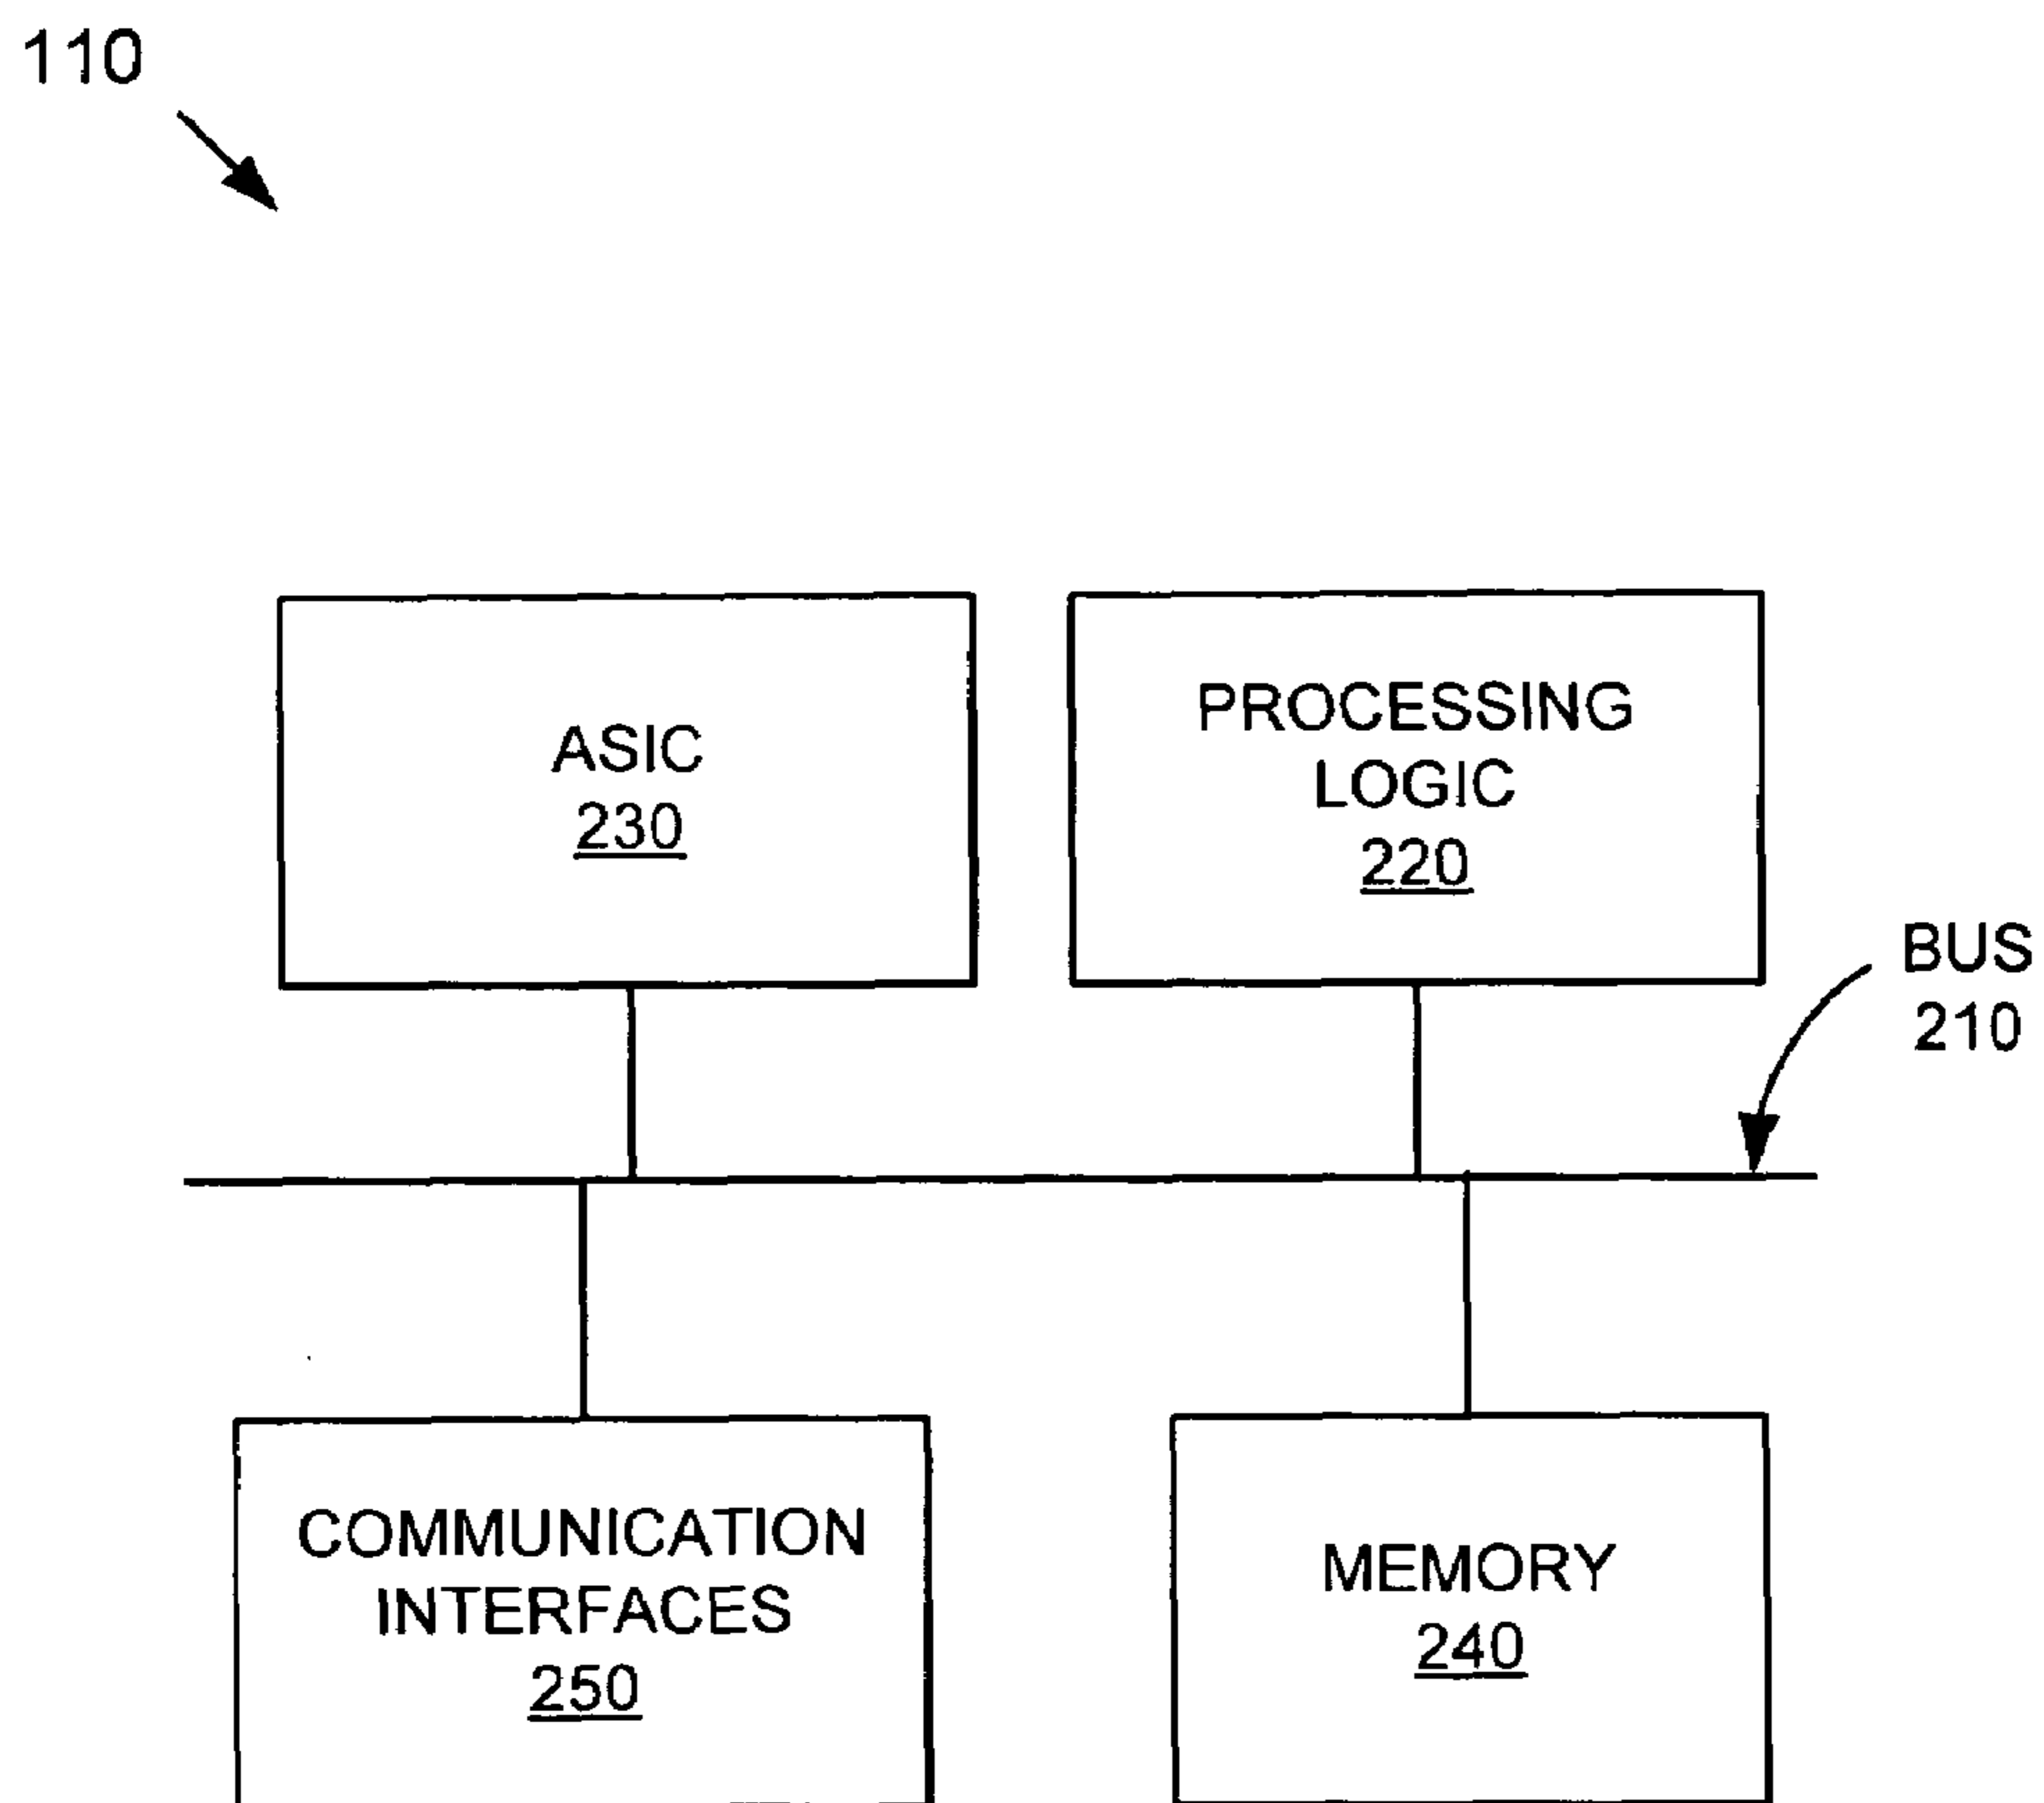 110
ASIC
230
PROCESSING
LOGIC
220
BUS
210
COMMUNICATION
INTERFACES
250
MEMORY
240